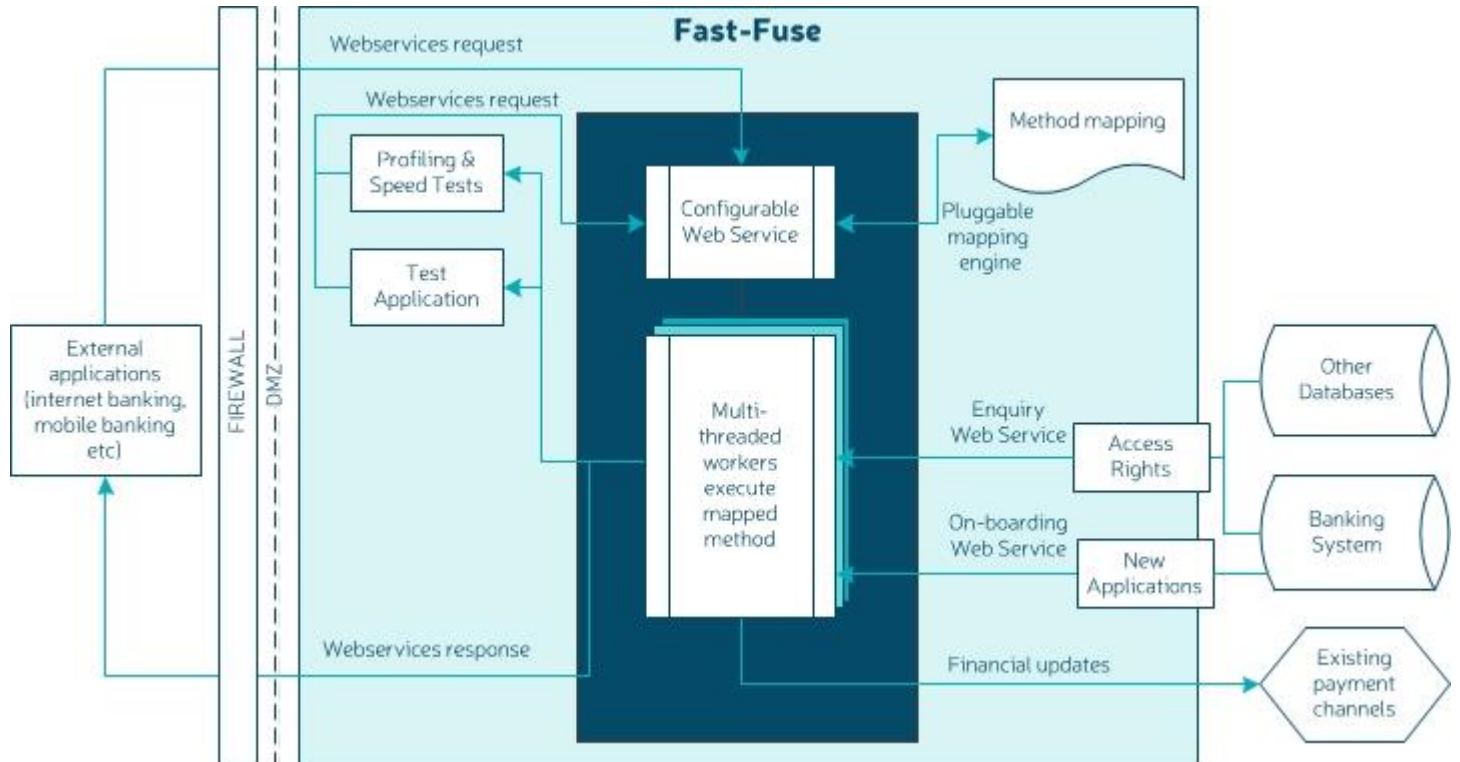 Fast-Fuse
Webservices request
Webservices request
Method mapping
Profiling &
Speed Tests
Configurable
Web Service
Pluggable
mapping
engine
Test
Application
External
applications
(internet banking,
mobile banking
etc)
FIREWALL
DMZ
Other
Databases
Multi-
threaded
workers
execute
mapped
method
Enquiry
Web Service
Access
Rights
On-boarding
Web Service
New
Applications
Banking
System
Webservices response
Financial updates
Existing
payment
channels